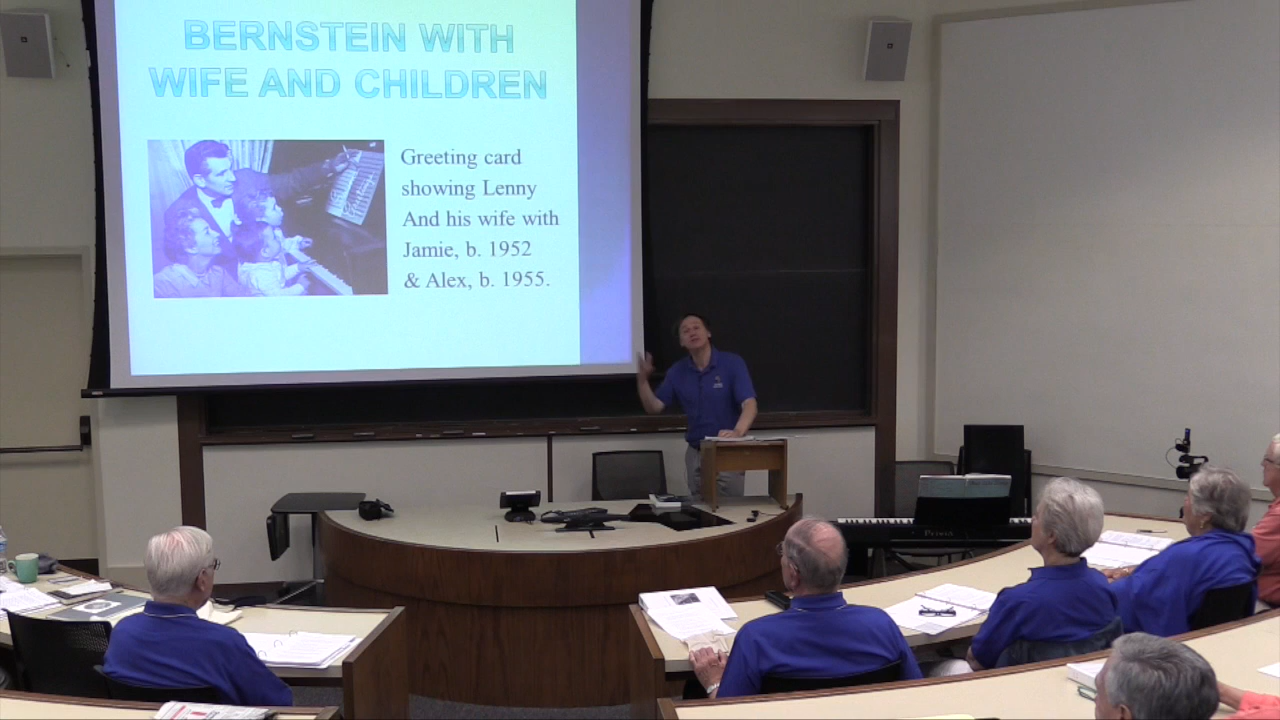 BERNSTEIN WITH
WIFE AND CHILDREN
Greeting card
showing Lenny
And his wife with
Jamie, b. 1952
& Alex, b. 1955.